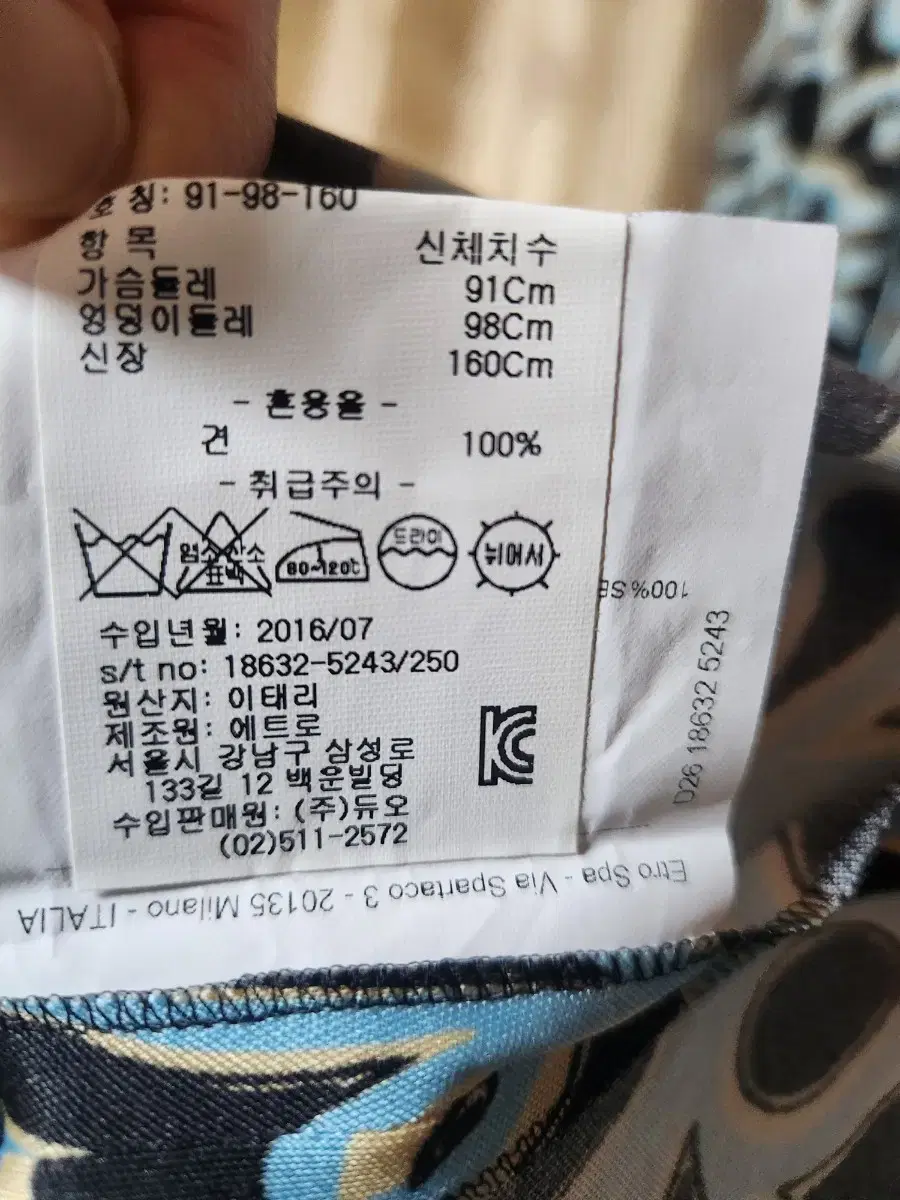 호 칭: 91-98-160
항 목 신체치수
가슴둘레 91Cm
엉덩이둘레 98Cm
신장 160Cm
- 혼용율 -
견 100%
- 취급주의 -
염소 산소
표백
80~120℃
드라이
뉘어서
수입년월: 2016/07
s/t no: 18632-5243/250
원산지: 이태리
제조원: 에트로
서울시 강남구 삼성로
133길 12 백운빌딩
수입판매원: (주)듀오
(02)511-2572
100%
D26 18632 5243
Etro Spa - Via Spartaco 3 - 20135 Milano - ITALIA